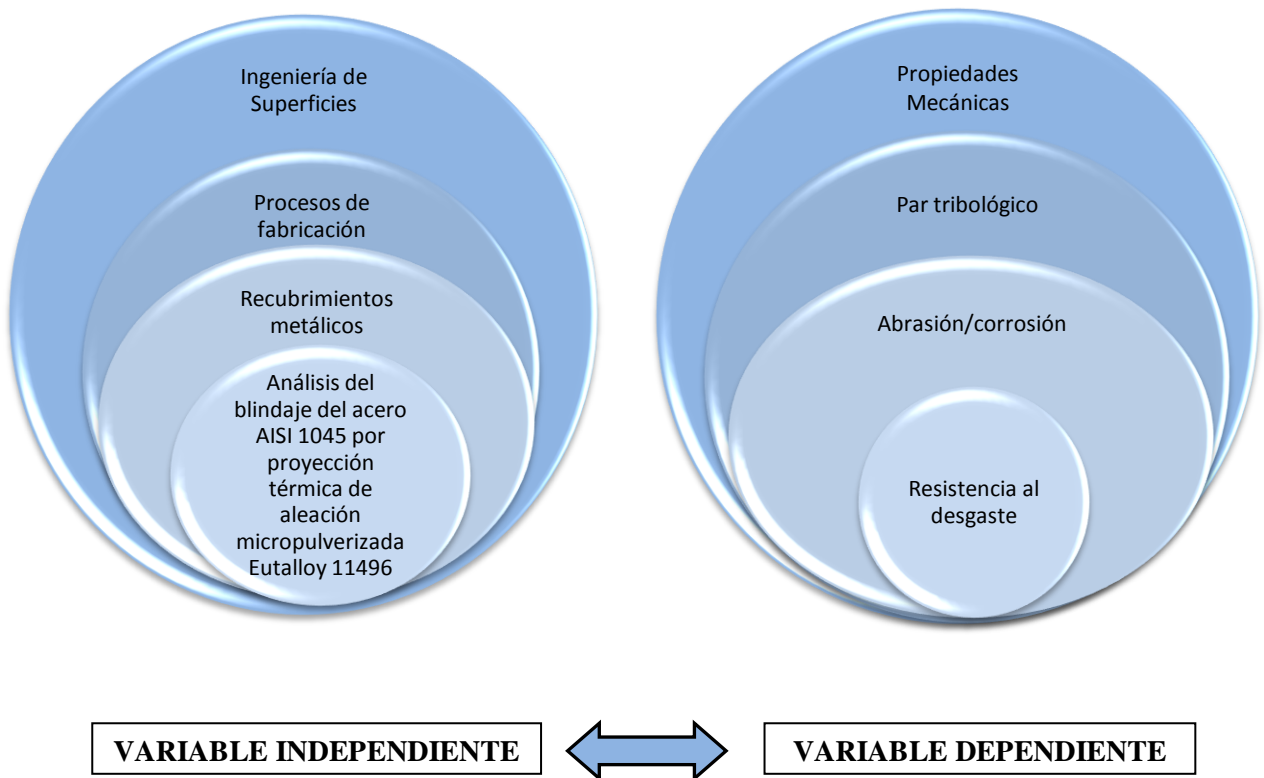 Ingeniería de
Superficies
Procesos de
fabricación
Recubrimientos
metálicos
Análisis del
blindaje del acero
AISI 1045 por
proyección
térmica de
aleación
micropulverizada
Eutalloy 11496
Propiedades
Mecánicas
Par tribológico
Abrasión/corrosión
Resistencia al
desgaste
VARIABLE INDEPENDIENTE
VARIABLE DEPENDIENTE